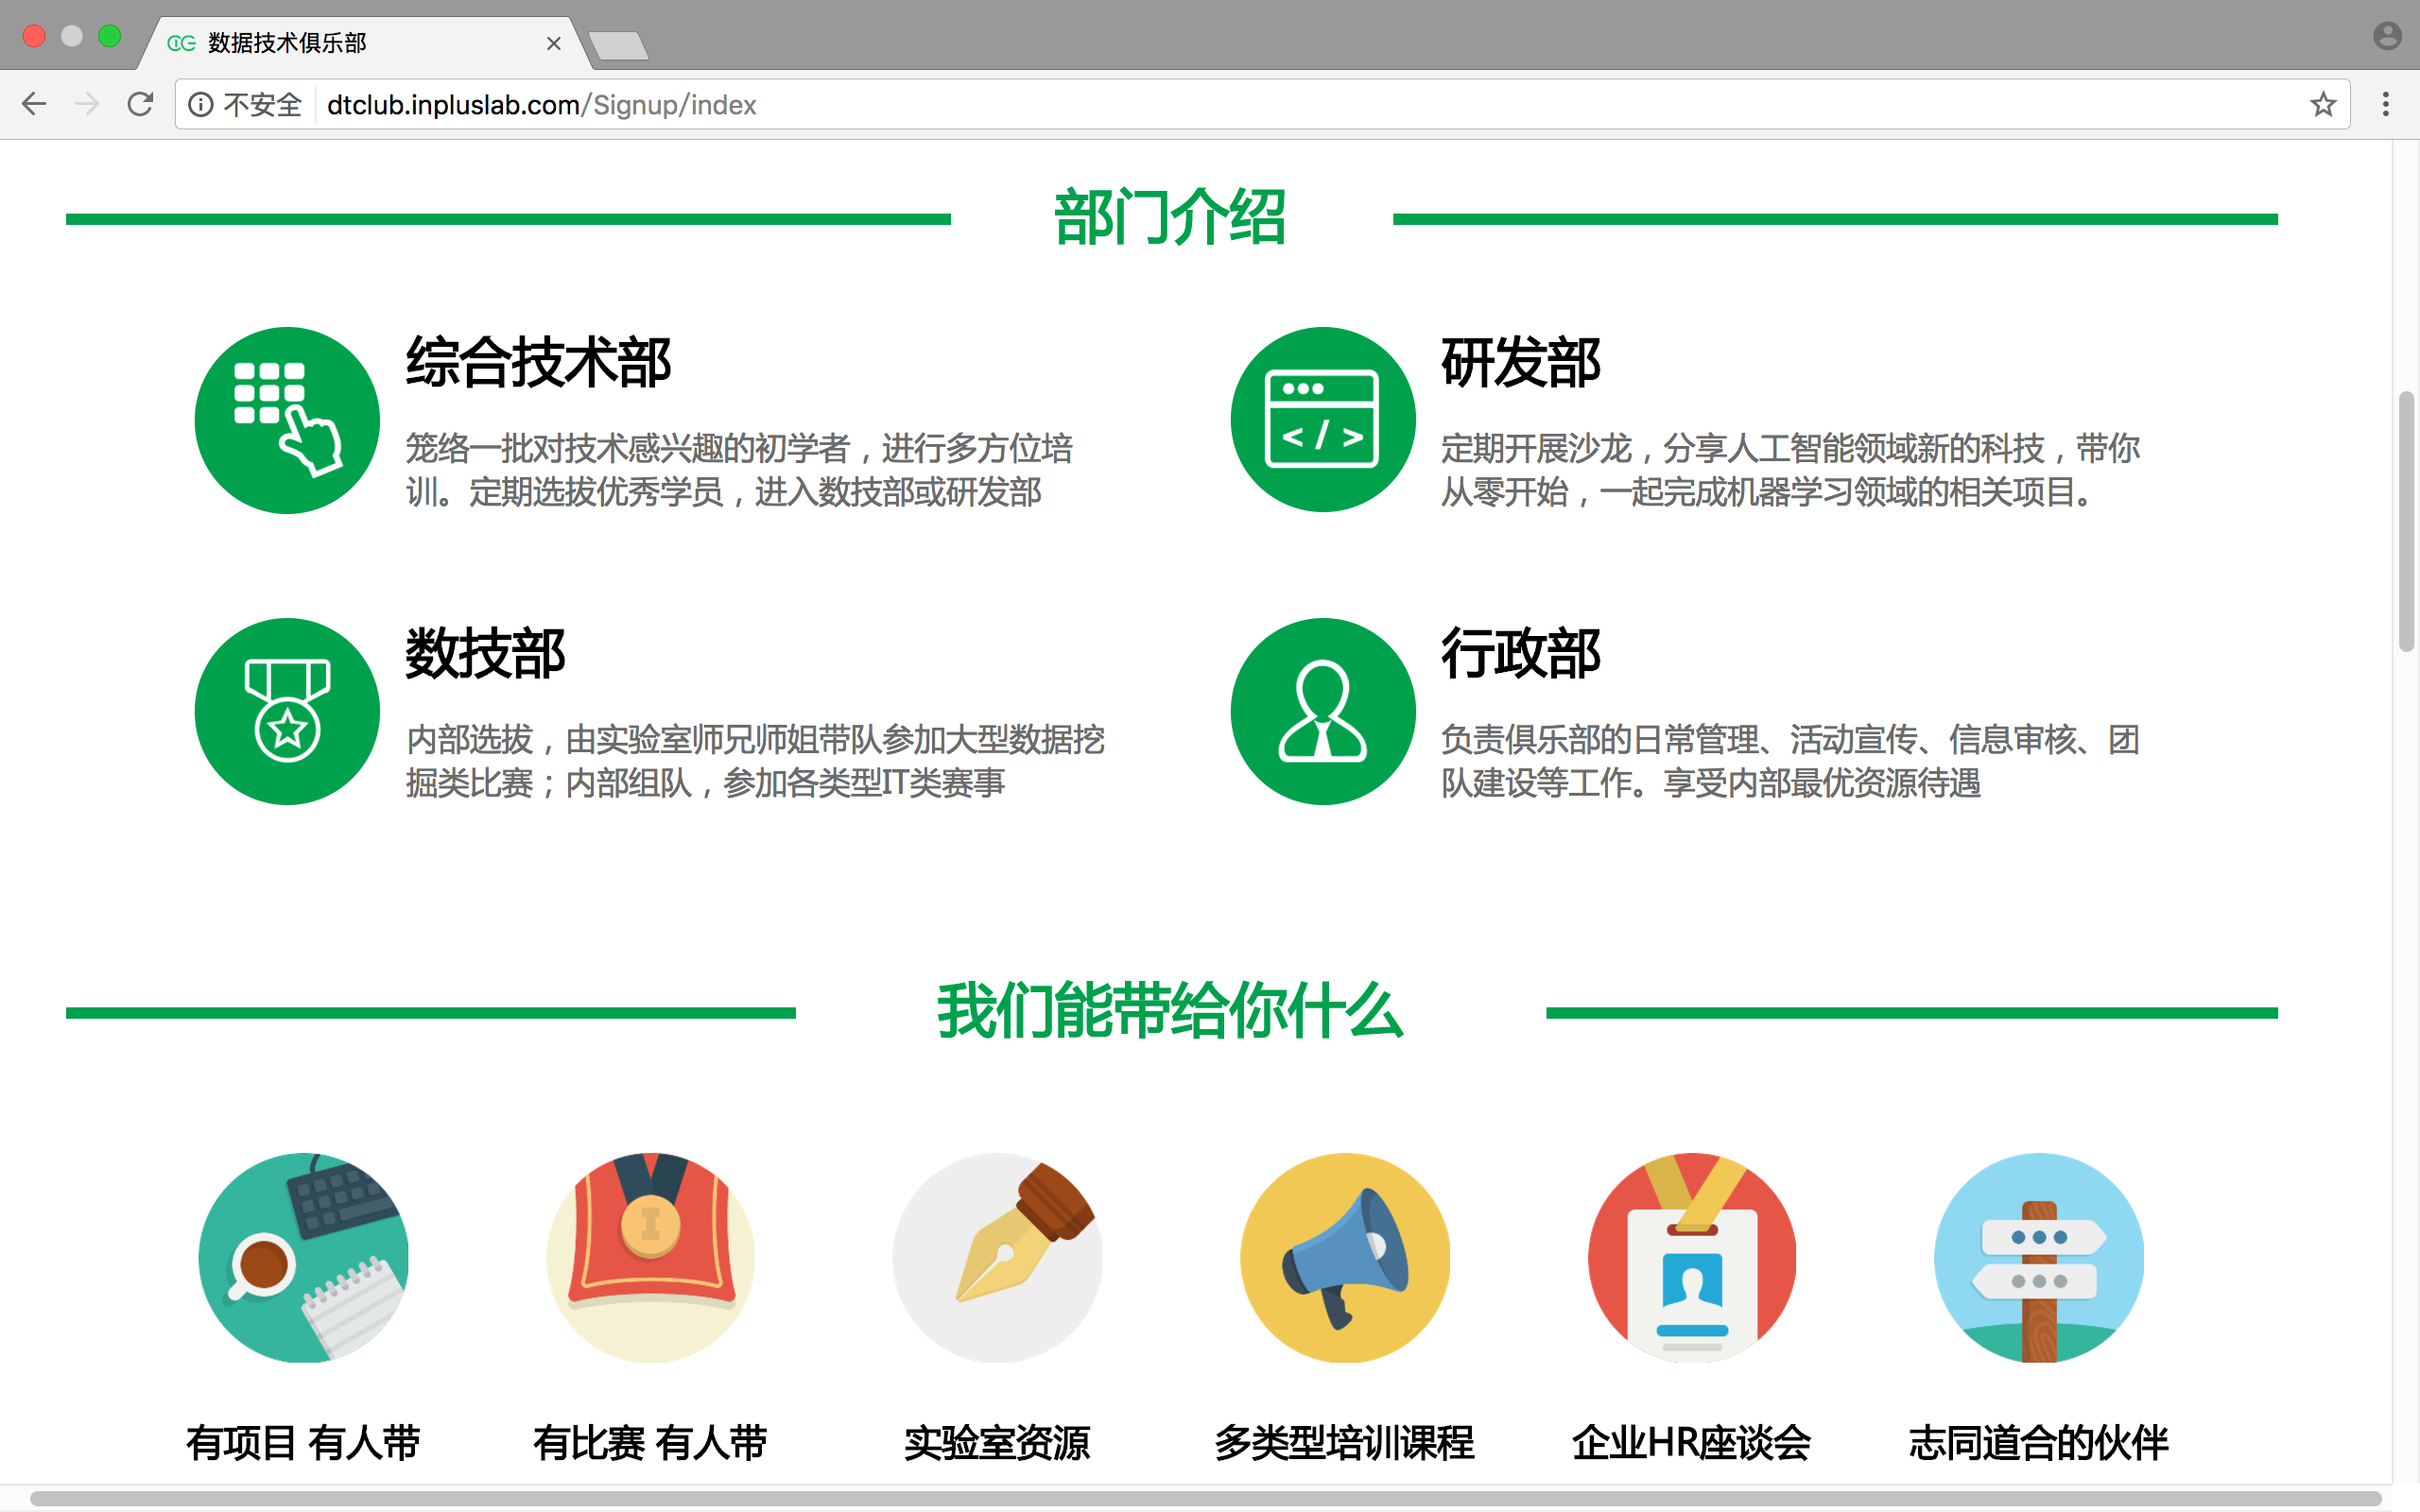 数据技术俱乐部
不安全 dtclub.inpluslab.com/Signup/index
部门介绍
综合技术部
笼络一批对技术感兴趣的初学者，进行多方位培
训。定期选拔优秀学员，进入数技部或研发部
研发部
定期开展沙龙，分享人工智能领域新的科技，带你
从零开始，一起完成机器学习领域的相关项目。
数技部
内部选拔，由实验室师兄师姐带队参加大型数据挖
掘类比赛；内部组队，参加各类型IT类赛事
行政部
负责俱乐部的日常管理、活动宣传、信息审核、团
队建设等工作。享受内部最优资源待遇
我们能带给你什么
有项目 有人带
有比赛 有人带
实验室资源
多类型培训课程
企业HR座谈会
志同道合的伙伴